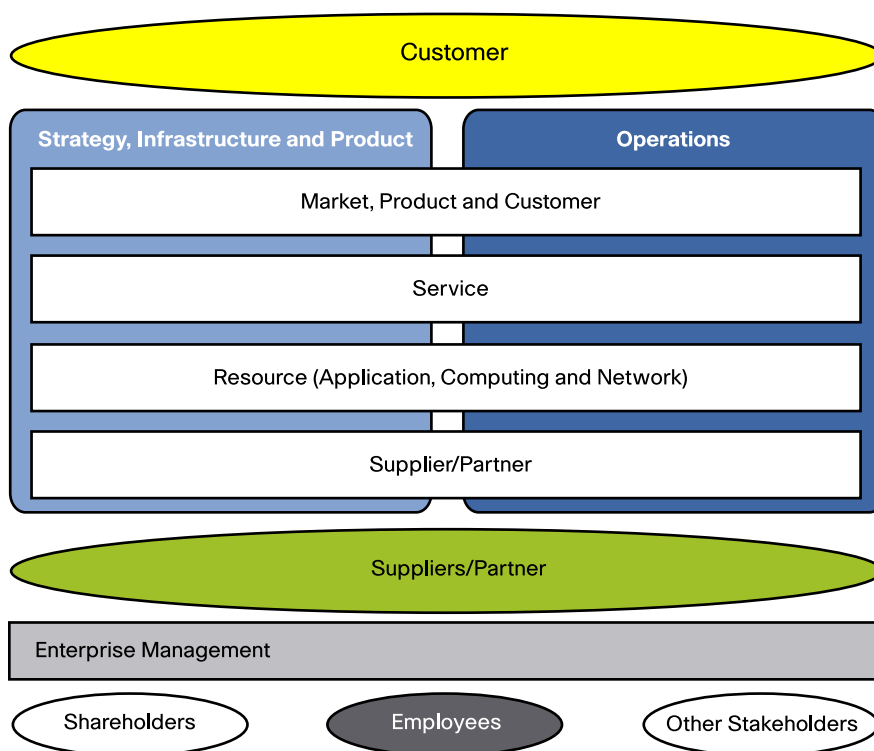 Customer
Strategy, Infrastructure and Product
Operations
Market, Product and Customer
Service
Resource (Application, Computing and Network)
Supplier/Partner
Suppliers/Partner
Enterprise Management
Shareholders
Employees
Other Stakeholders